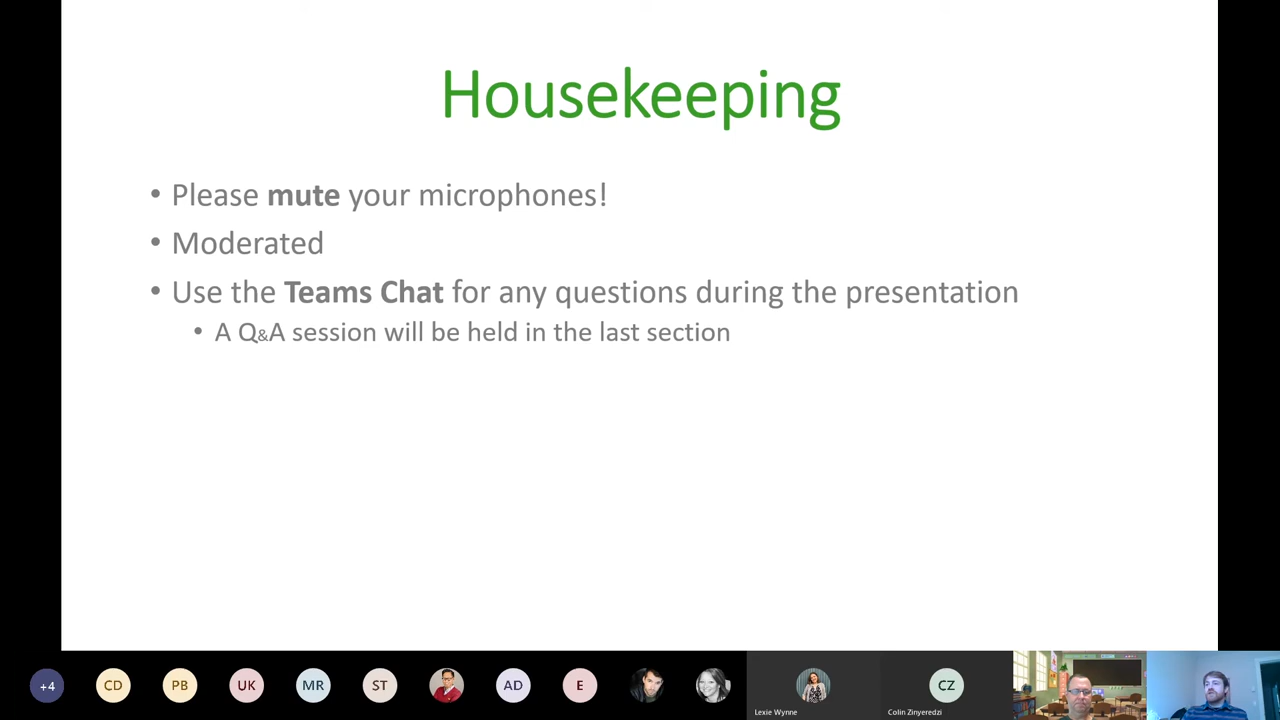 Housekeeping
• Please mute your microphones!
• Moderated
• Use the Teams Chat for any questions during the presentation
• A Q&A session will be held in the last section
+4
CD
PB
UK
MR
ST
AD
E
CZ
Lexie Wynne
Colin Zinyeredzi